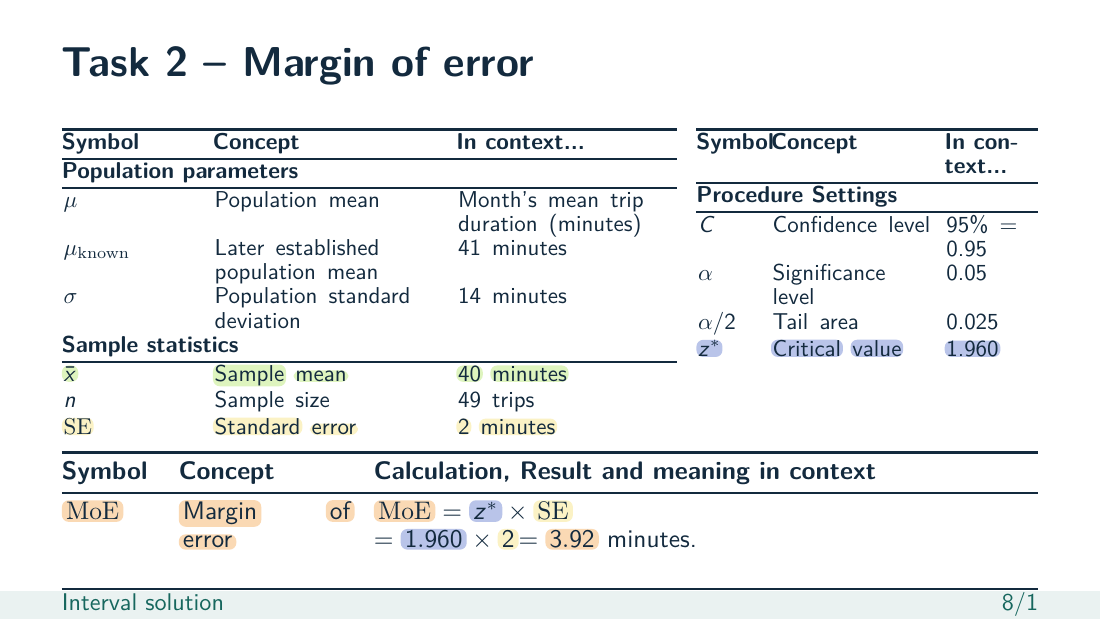 Task 2 – Margin of error
Symbol Concept In context...
Population parameters
μ Population mean Month's mean trip
duration (minutes)
μknown Later established 41 minutes
population mean
σ Population standard 14 minutes
deviation
Sample statistics
x̄ Sample mean 40 minutes
n Sample size 49 trips
SE Standard error 2 minutes
Symbol Concept In con-
text...
Procedure Settings
C Confidence level 95% =
0.95
α Significance 0.05
level
α/2 Tail area 0.025
z* Critical value 1.960
Symbol Concept Calculation, Result and meaning in context
MoE Margin of MoE = z* × SE
error = 1.960 × 2 = 3.92 minutes.
Interval solution 8/1